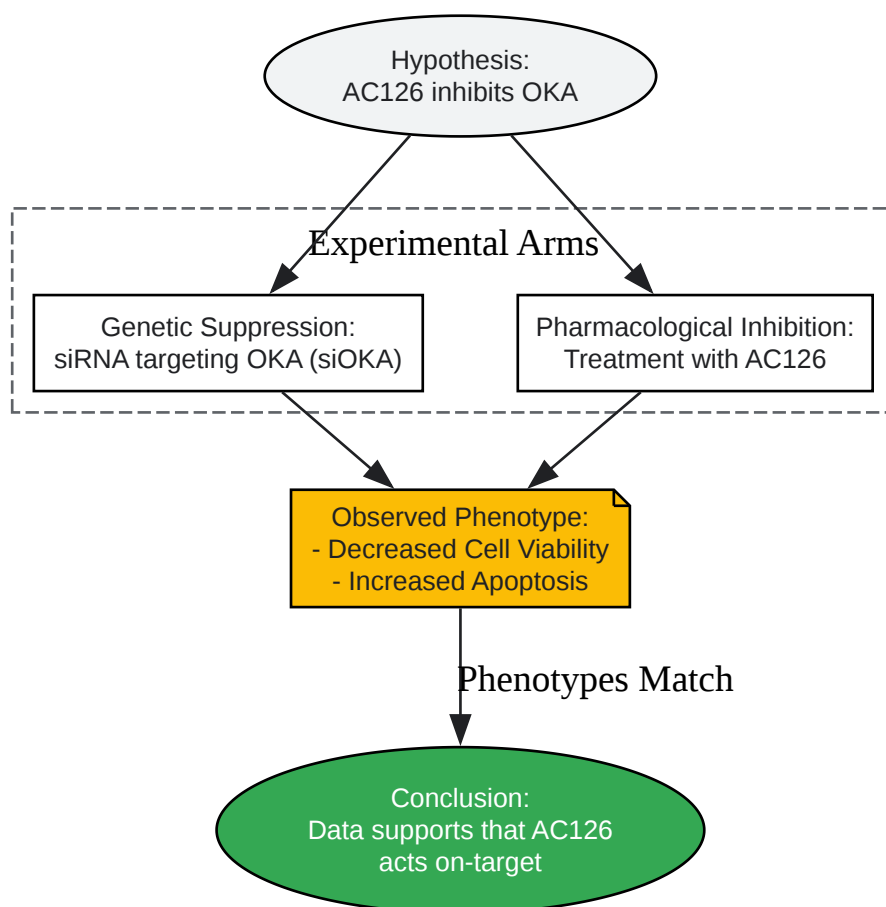 Hypothesis:
AC126 inhibits OKA
Experimental Arms
Genetic Suppression:
siRNA targeting OKA (siOKA)
Pharmacological Inhibition:
Treatment with AC126
Observed Phenotype:
- Decreased Cell Viability
- Increased Apoptosis
Phenotypes Match
Conclusion:
Data supports that AC126
acts on-target